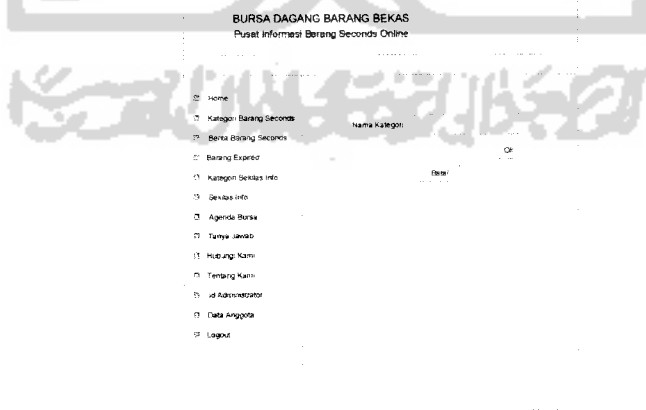 BURSA DAGANG BARANG BEKAS
Pusat Informasi Barang Seconds Online
Home
Kategori Barang Seconds
Nama Kategori
Berita Barang Seconds
Ok
Barang Expired
Batal
Kategori Sekilas Info
Sekilas Info
Agenda Bursa
Tanya Jawab
Hubungi Kami
Tentang Kami
Id Administrator
Data Anggota
Logout